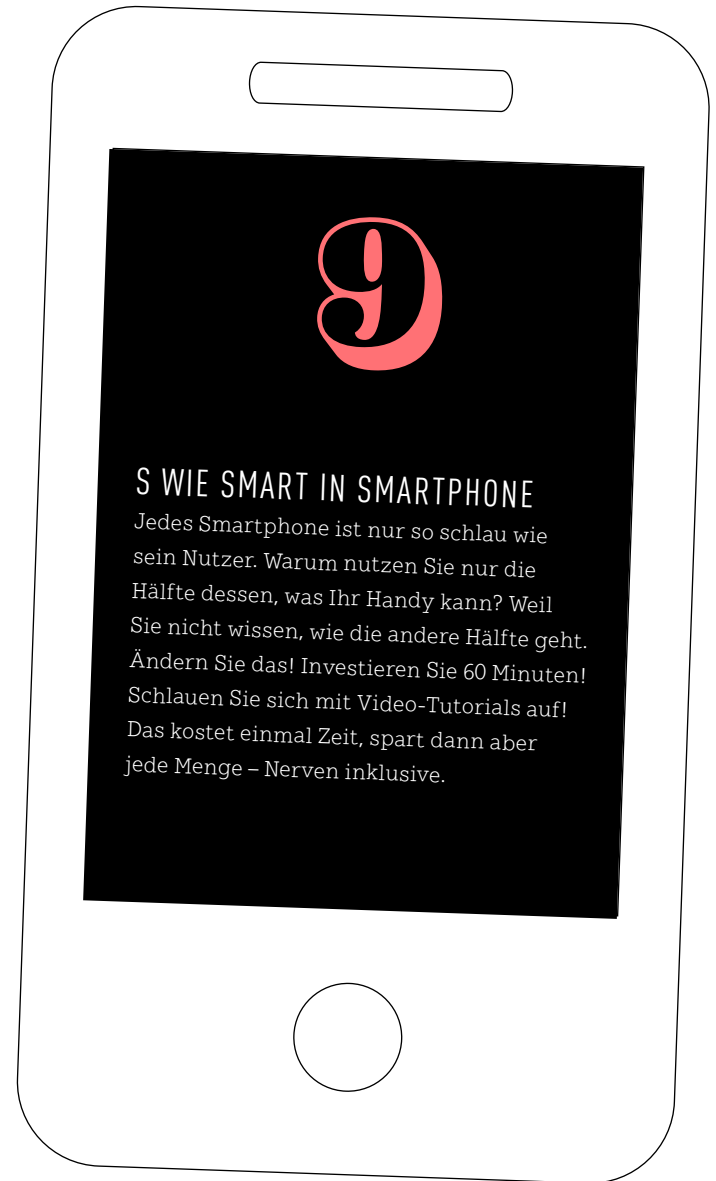 9
S WIE SMART IN SMARTPHONE
Jedes Smartphone ist nur so schlau wie
sein Nutzer. Warum nutzen Sie nur die
Hälfte dessen, was Ihr Handy kann? Weil
Sie nicht wissen, wie die andere Hälfte geht.
Ändern Sie das! Investieren Sie 60 Minuten!
Schlauen Sie sich mit Video-Tutorials auf!
Das kostet einmal Zeit, spart dann aber
jede Menge – Nerven inklusive.